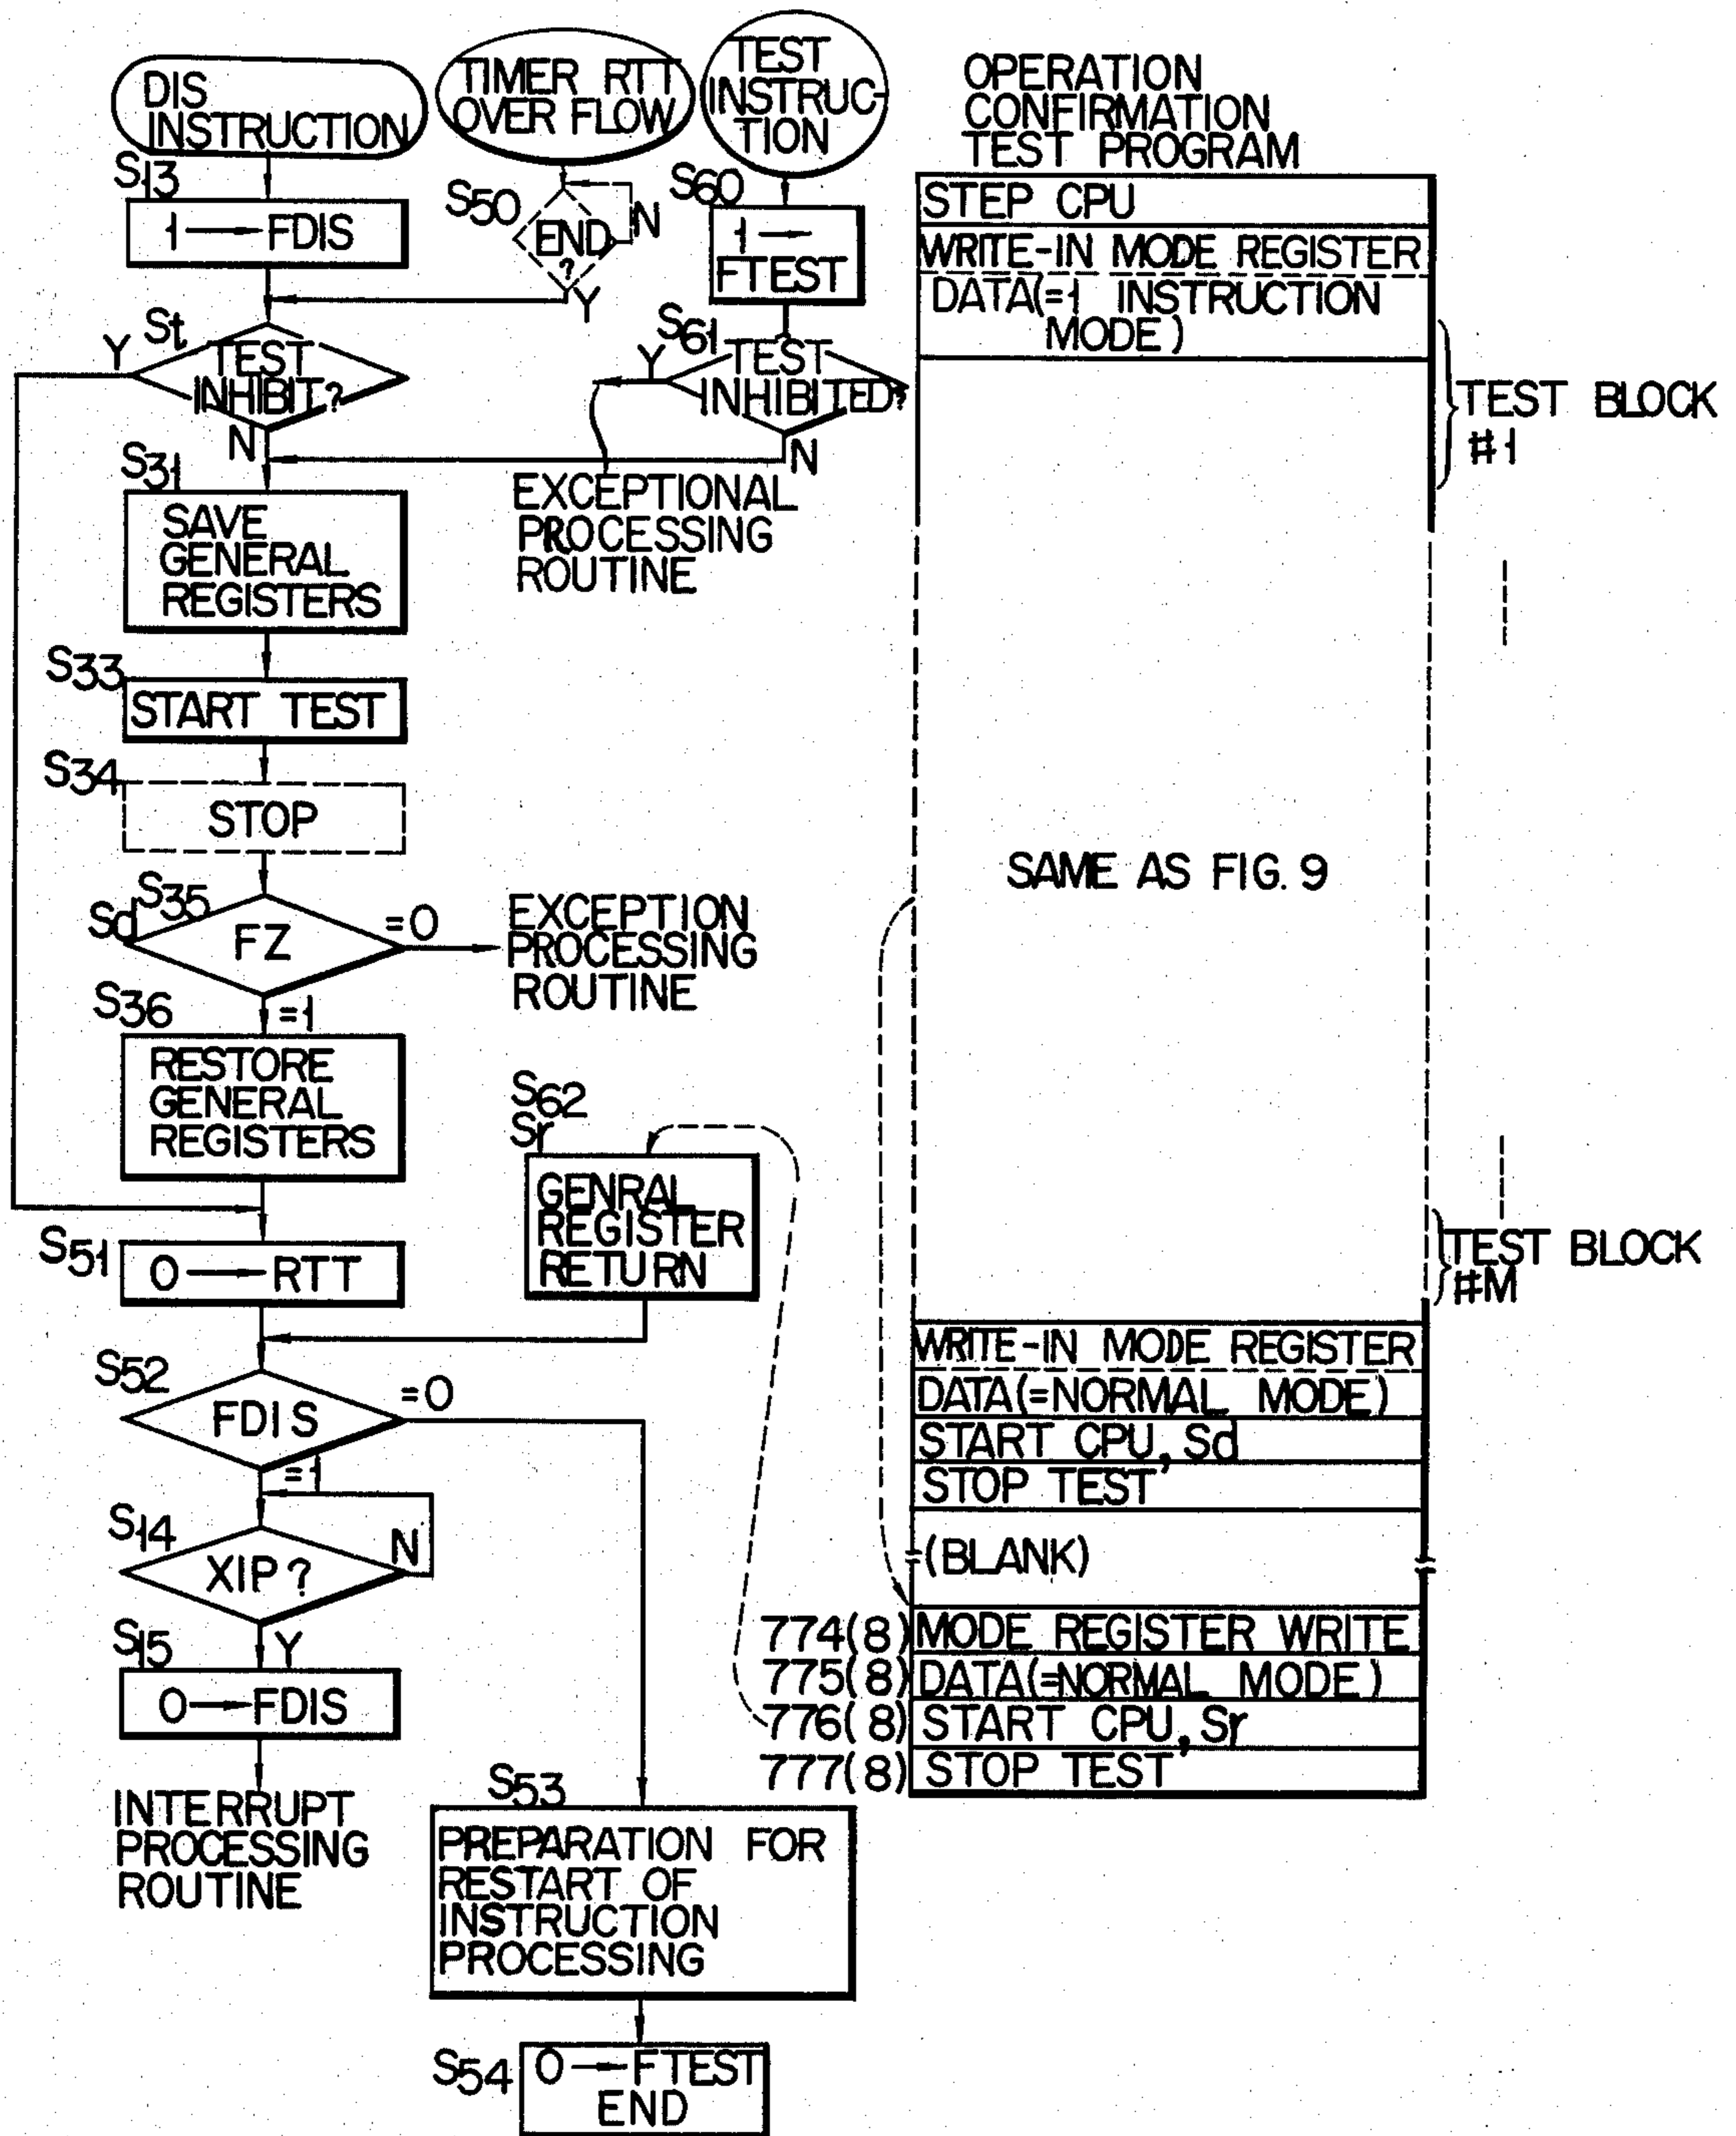 DIS
INSTRUCTION
TIMER RTT
OVER FLOW
TEST
INSTRUC-
TION
S13
1→FDIS
S50
END
?
N
Y
S60
1→
FTEST
St
Y
TEST
INHIBIT?
N
S61
Y
TEST
INHIBITED?
N
EXCEPTIONAL
PROCESSING
ROUTINE
S31
SAVE
GENERAL
REGISTERS
S33
START TEST
S34
STOP
S35
Sd
FZ
=0
EXCEPTION
PROCESSING
ROUTINE
=1
S36
RESTORE
GENERAL
REGISTERS
S62
Sr
GENRAL
REGISTER
RETURN
S51
0→RTT
S52
FDIS
=0
=1
S14
XIP?
N
Y
S15
0→FDIS
INTERRUPT
PROCESSING
ROUTINE
S53
PREPARATION FOR
RESTART OF
INSTRUCTION
PROCESSING
S54
0→FTEST
END
OPERATION
CONFIRMATION
TEST PROGRAM
STEP CPU
WRITE-IN MODE REGISTER
DATA(=1 INSTRUCTION
MODE)
TEST BLOCK
#1
SAME AS FIG. 9
TEST BLOCK
#M
WRITE-IN MODE REGISTER
DATA(=NORMAL MODE)
START CPU, Sd
STOP TEST
(BLANK)
774(8) MODE REGISTER WRITE
775(8) DATA(=NORMAL MODE)
776(8) START CPU, Sr
777(8) STOP TEST